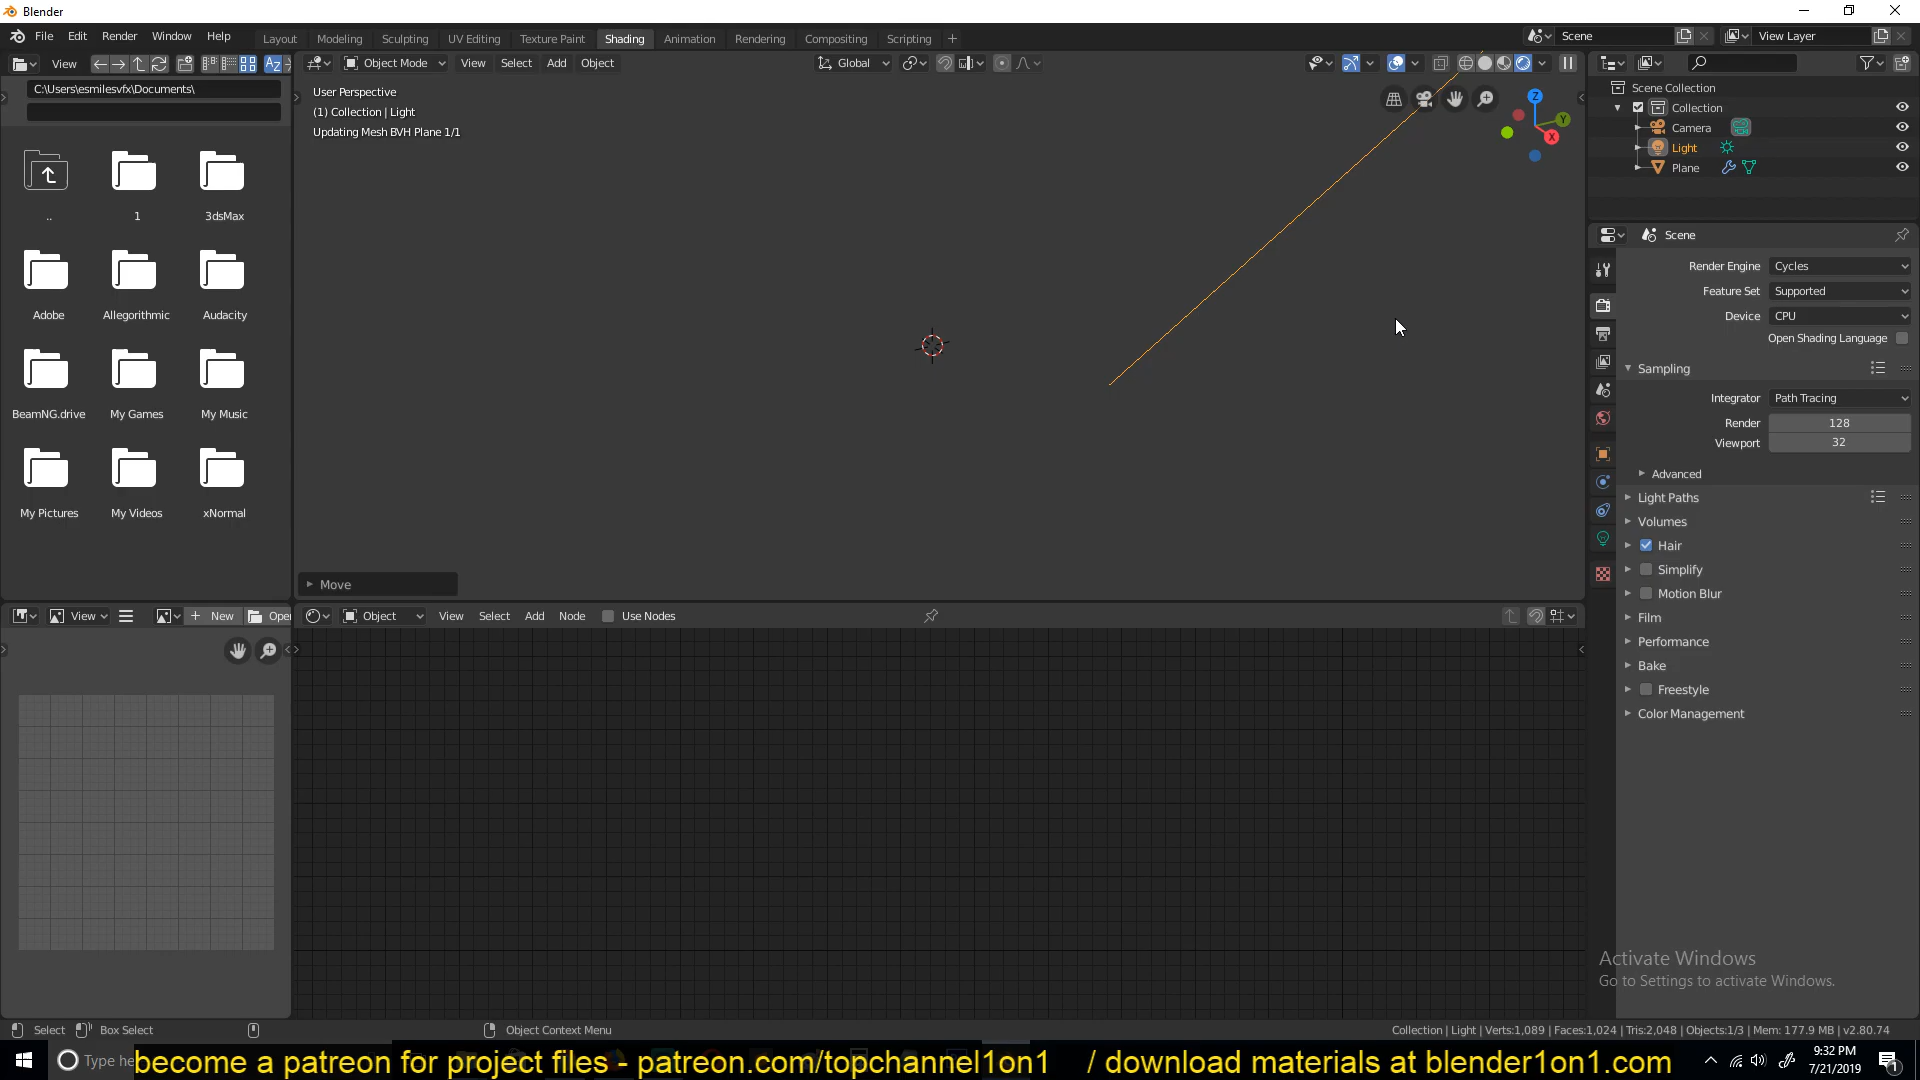 Blender
File Edit Render Window Help
Layout Modeling Sculpting UV Editing Texture Paint Shading Animation Rendering Compositing Scripting +
Scene
View Layer
View
C:\Users\esmilesvfx\Documents\
..
1
3dsMax
Adobe
Allegorithmic
Audacity
BeamNG.drive
My Games
My Music
My Pictures
My Videos
xNormal
Object Mode View Select Add Object
Global
User Perspective
(1) Collection | Light
Updating Mesh BVH Plane 1/1
Z
Y
X
Move
Scene Collection
Collection
Camera
Light
Plane
Scene
Render Engine Cycles
Feature Set Supported
Device CPU
Open Shading Language
Sampling
Integrator Path Tracing
Render 128
Viewport 32
Advanced
Light Paths
Volumes
Hair
Simplify
Motion Blur
Film
Performance
Bake
Freestyle
Color Management
View
New
Open
Object View Select Add Node Use Nodes
Activate Windows
Go to Settings to activate Windows.
Select Box Select Object Context Menu
Collection | Light | Verts:1,089 | Faces:1,024 | Tris:2,048 | Objects:1/3 | Mem: 177.9 MB | v2.80.74
Type he
become a patreon for project files - patreon.com/topchannel1on1 / download materials at blender1on1.com
9:32 PM
7/21/2019
1